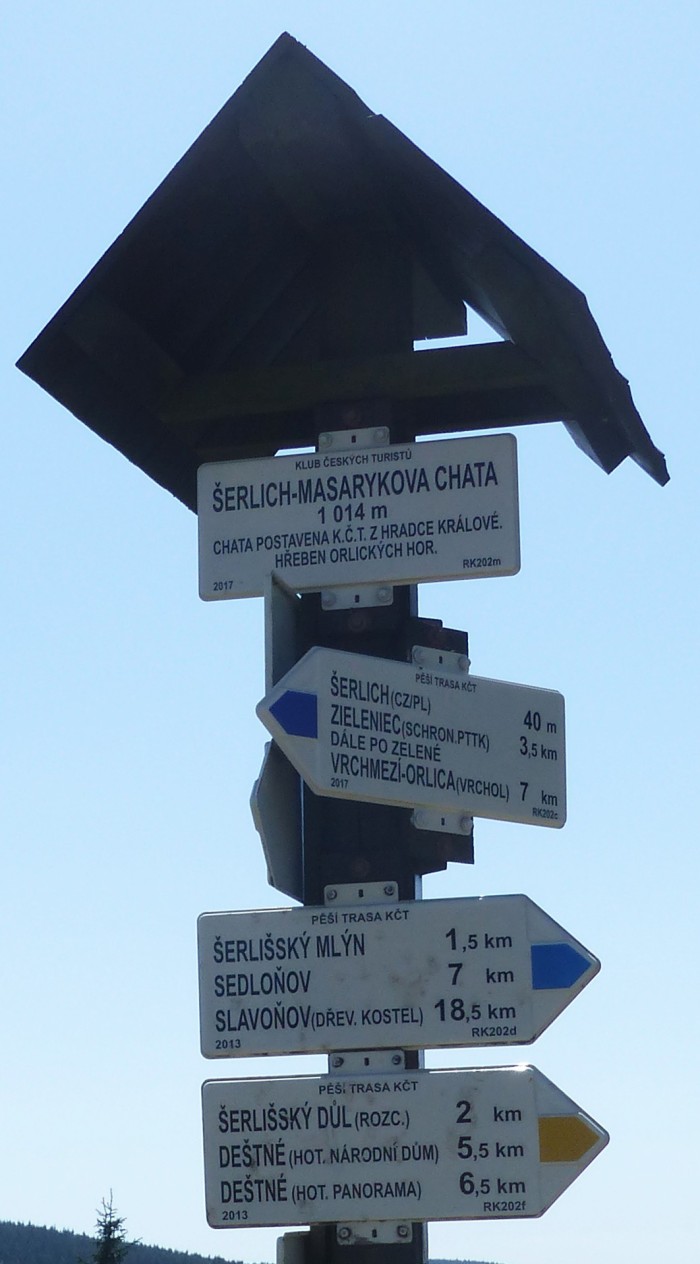 KLUB ČESKÝCH TURISTŮ
ŠERLICH-MASARYKOVA CHATA
1 014 m
CHATA POSTAVENA K.Č.T. Z HRADCE KRÁLOVÉ.
HŘEBEN ORLICKÝCH HOR.
2017 RK202m
PĚŠÍ TRASA KČT
ŠERLICH(CZ/PL) 40 m
ZIELENIEC(SCHRON.PTTK) 3,5 km
DÁLE PO ZELENÉ
VRCHMEZÍ-ORLICA(VRCHOL) 7 km
2017 RK202c
PĚŠÍ TRASA KČT
ŠERLIŠSKÝ MLÝN 1,5 km
SEDLOŇOV 7 km
SLAVOŇOV(DŘEV. KOSTEL) 18,5 km
2013 RK202d
PĚŠÍ TRASA KČT
ŠERLIŠSKÝ DŮL (ROZC.) 2 km
DEŠTNÉ (HOT. NÁRODNÍ DŮM) 5,5 km
DEŠTNÉ (HOT. PANORAMA) 6,5 km
2013 RK202f